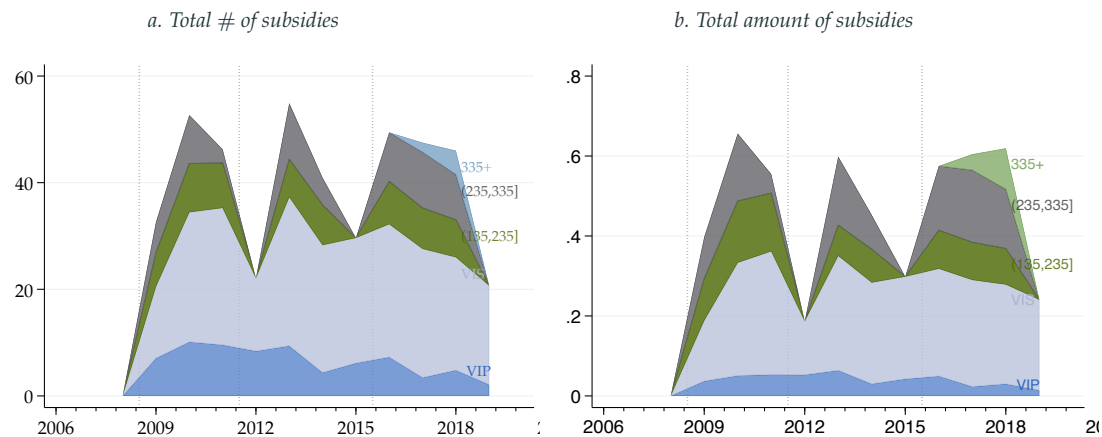 a. Total # of subsidies
60
40
20
0
2006 2009 2012 2015 2018
335+
(235,335]
(135,235]
VIS
VIP
b. Total amount of subsidies
.8
.6
.4
.2
0
2006 2009 2012 2015 2018 20
335+
(235,335]
(135,235]
VIS
VIP